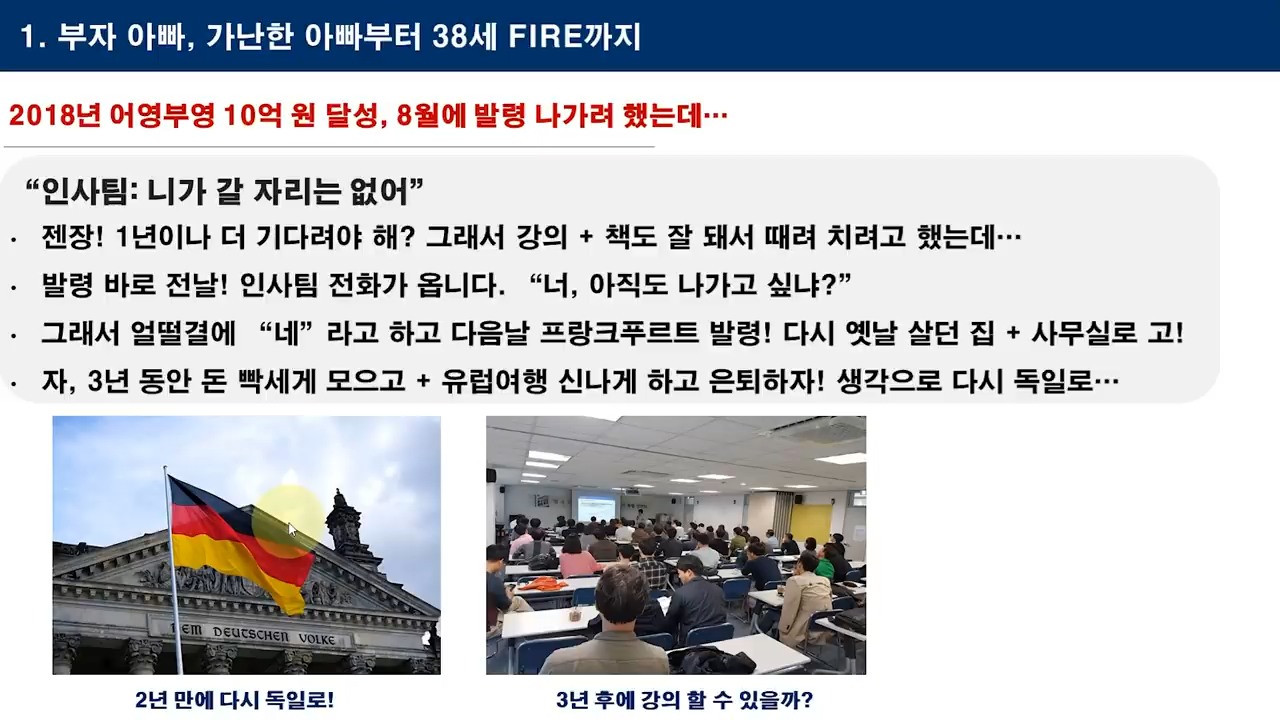 1. 부자 아빠, 가난한 아빠부터 38세 FIRE까지
2018년 어영부영 10억 원 달성, 8월에 발령 나가려 했는데…
“인사팀: 니가 갈 자리는 없어”
· 젠장! 1년이나 더 기다려야 해? 그래서 강의 + 책도 잘 돼서 때려 치려고 했는데…
· 발령 바로 전날! 인사팀 전화가 옵니다. “너, 아직도 나가고 싶냐?”
· 그래서 얼떨결에 “네” 라고 하고 다음날 프랑크푸르트 발령! 다시 옛날 살던 집 + 사무실로 고!
· 자, 3년 동안 돈 빡세게 모으고 + 유럽여행 신나게 하고 은퇴하자! 생각으로 다시 독일로…
DEM DEUTSCHEN VOLKE
2년 만에 다시 독일로!
3년 후에 강의 할 수 있을까?